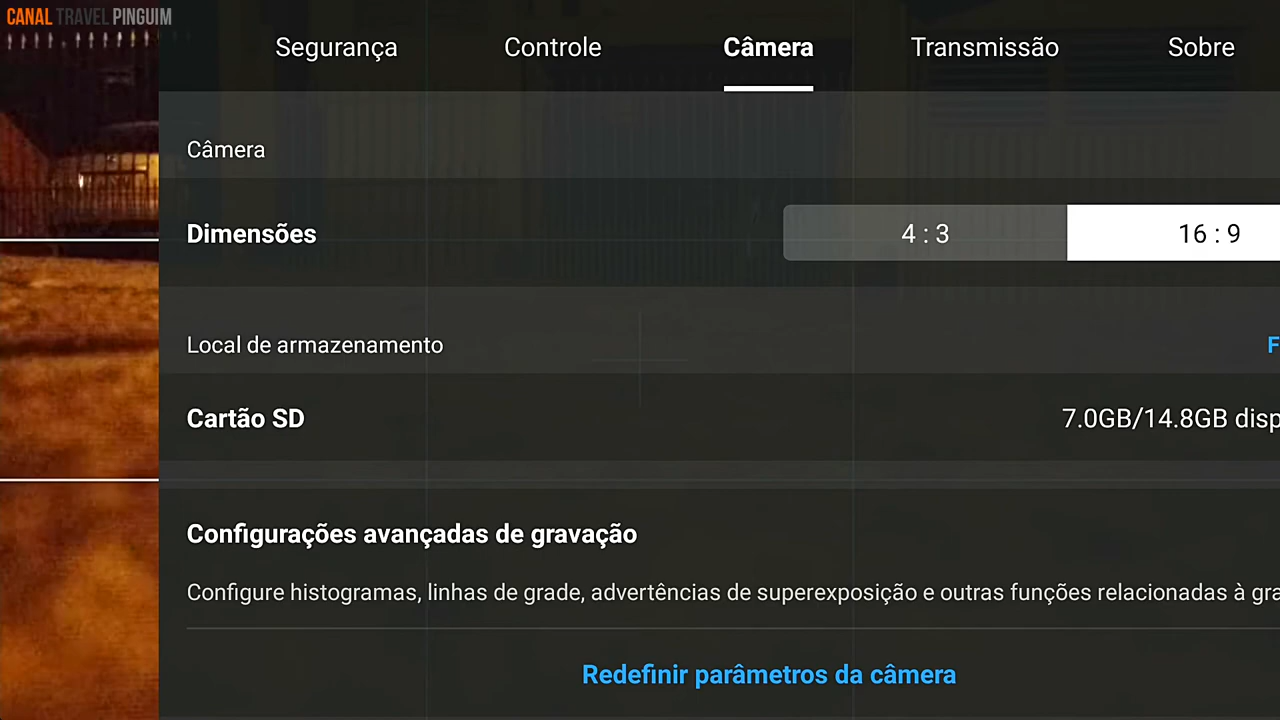 CANAL TRAVEL PINGUIM
Segurança Controle Câmera Transmissão Sobre
Câmera
Dimensões 4 : 3 16 : 9
Local de armazenamento F
Cartão SD 7.0GB/14.8GB disp
Configurações avançadas de gravação
Configure histogramas, linhas de grade, advertências de superexposição e outras funções relacionadas à gra
Redefinir parâmetros da câmera